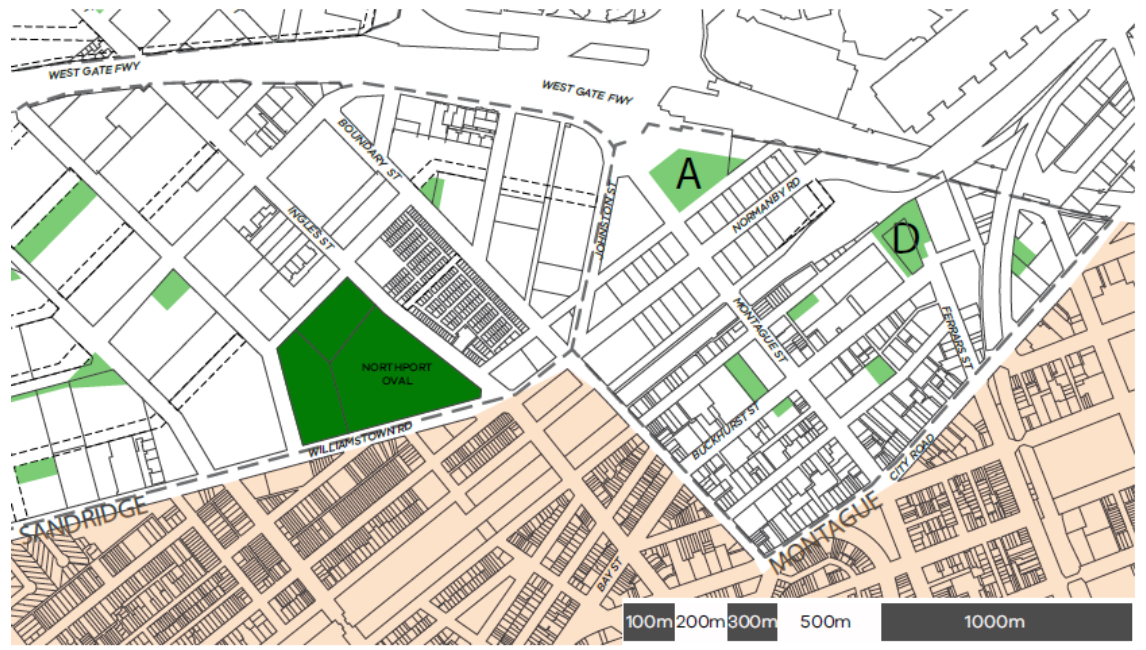 WEST GATE FWY
WEST GATE FWY
BOUNDARY ST
A
NORMANBY RD
JOHNSTON ST
INGLES ST
D
MONTAGUE ST
FERRARS ST
NORTHPORT
OVAL
BUCKHURST ST
WILLIAMSTOWN RD
CITY ROAD
SANDRIDGE
MONTAGUE
BAY ST
100m 200m 300m 500m 1000m